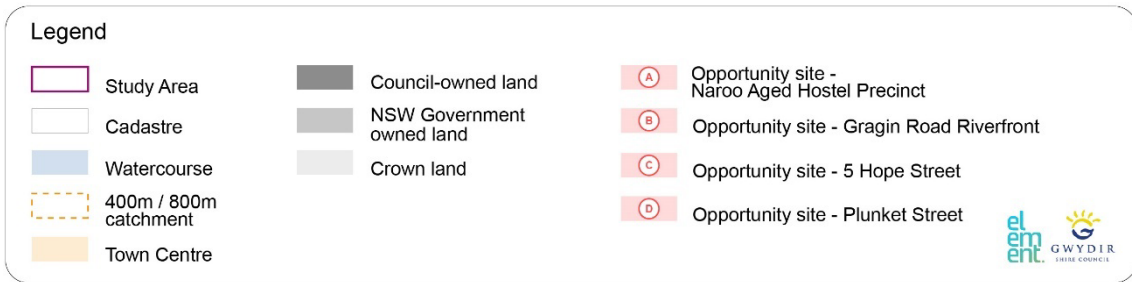 Legend
Study Area
Cadastre
Watercourse
400m / 800m
catchment
Town Centre
Council-owned land
NSW Government
owned land
Crown land
A
Opportunity site -
Naroo Aged Hostel Precinct
B
Opportunity site - Gragin Road Riverfront
C
Opportunity site - 5 Hope Street
D
Opportunity site - Plunket Street
el
em
ent.
GWYDIR
SHIRE COUNCIL